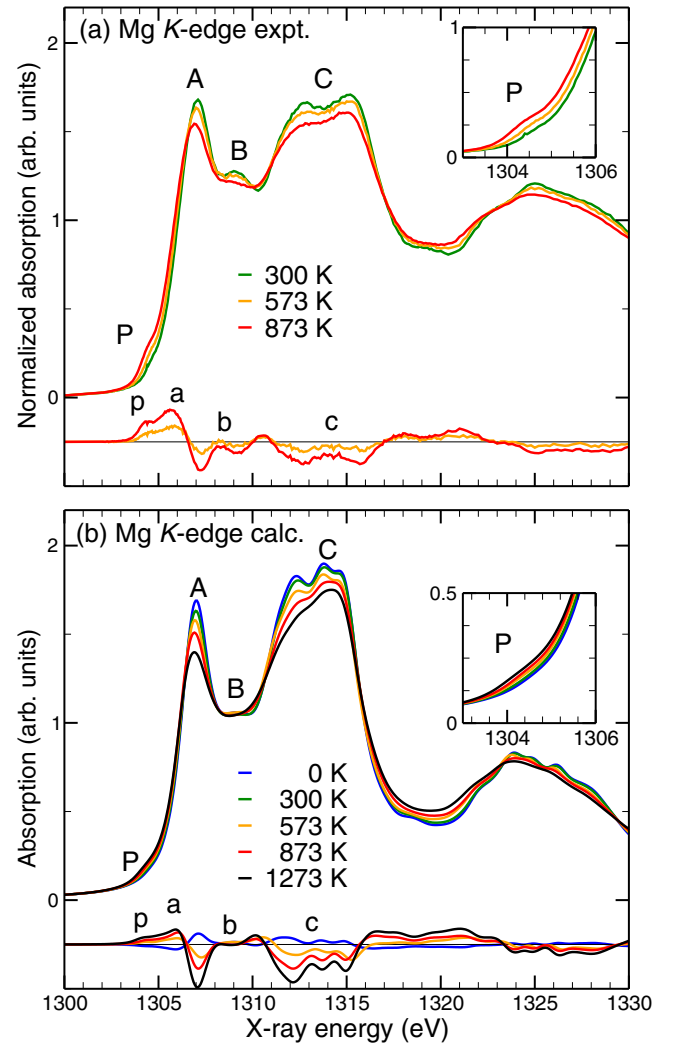 (a) Mg K-edge expt.
Normalized absorption (arb. units)
2
1
0
A
B
C
P
p
a
b
c
300 K
573 K
873 K
1
0
P
1304
1306
(b) Mg K-edge calc.
Absorption (arb. units)
2
1
0
A
B
C
P
p
a
b
c
0 K
300 K
573 K
873 K
1273 K
0.5
0
P
1304
1306
1300 1305 1310 1315 1320 1325 1330
X-ray energy (eV)